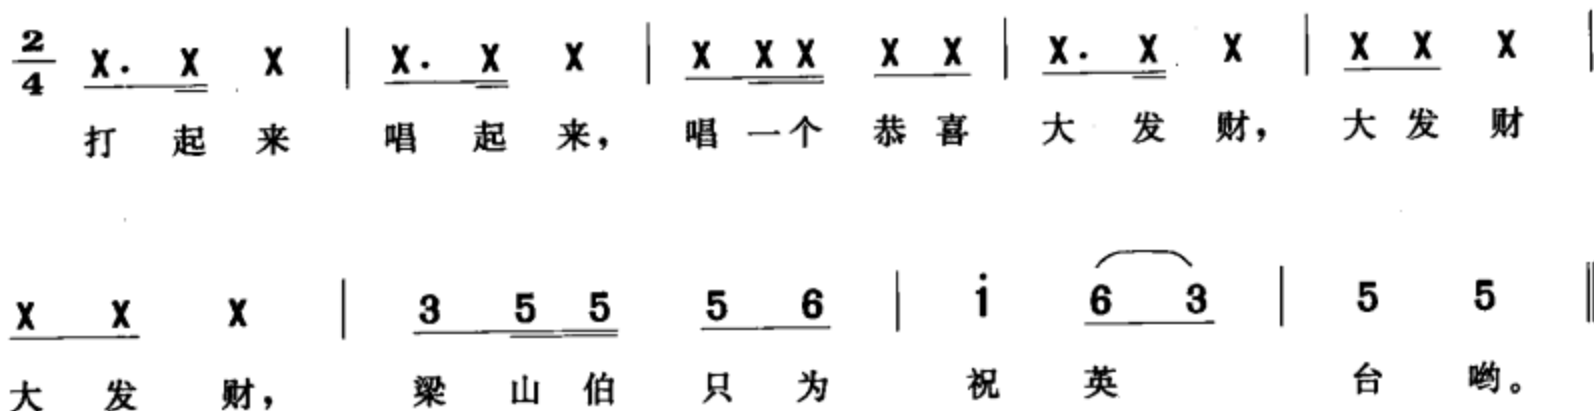 2/4 X. X X | X. X X | X X X X X | X. X X | X X X |
打 起 来 唱 起 来， 唱 一 个 恭 喜 大 发 财， 大 发 财
X X X | 3 5 5 5 6 | i 6 3 | 5 5 ‖
大 发 财， 梁 山 伯 只 为 祝 英 台 哟。